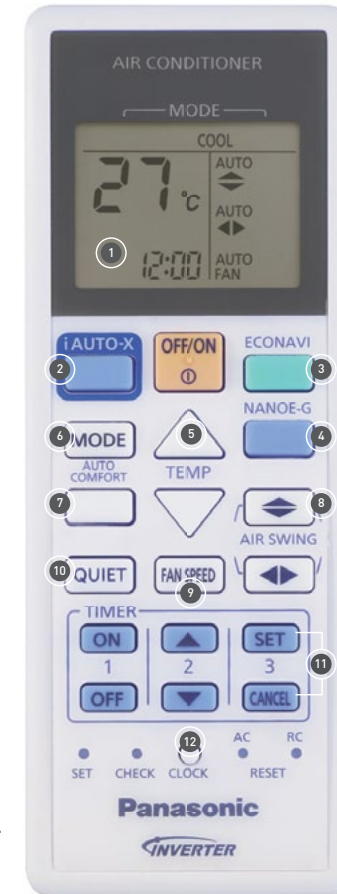 AIR CONDITIONER
MODE
COOL
27 °C
AUTO
AUTO
1
12:00
AUTO
FAN
iAUTO-X
OFF/ON
ECONAVI
2
3
NANOE-G
6
MODE
5
4
AUTO
COMFORT
TEMP
7
8
AIR SWING
10
QUIET
FAN SPEED
9
TIMER
ON
SET
1
2
3
11
OFF
CANCEL
12
AC
RC
SET
CHECK
CLOCK
RESET
Panasonic
INVERTER